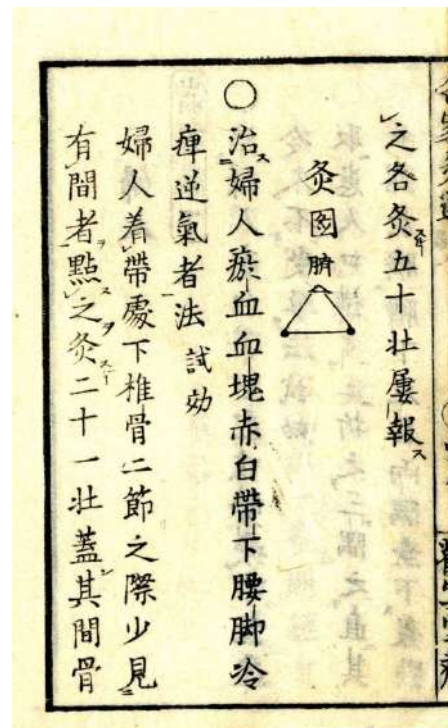 之各灸五十壯屢報ス
灸圖 臍
○治婦人瘀血血塊赤白帶下腰脚冷
痺逆氣者法 試効
婦人着帶處下椎骨二節之際少見
有間者點之灸二十一壯蓋其間骨